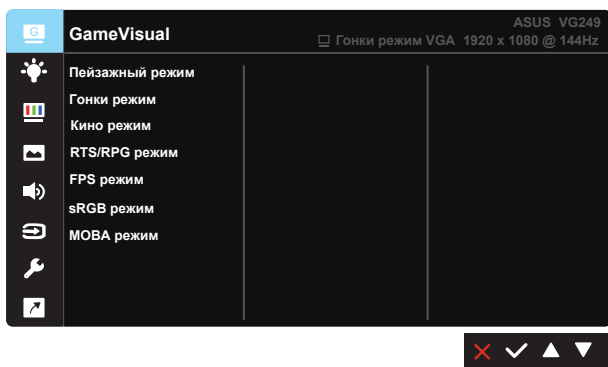 G
GameVisual
ASUS VG249
Гонки режим VGA 1920 x 1080 @ 144Hz
Пейзажный режим
Гонки режим
Кино режим
RTS/RPG режим
FPS режим
sRGB режим
MOBA режим